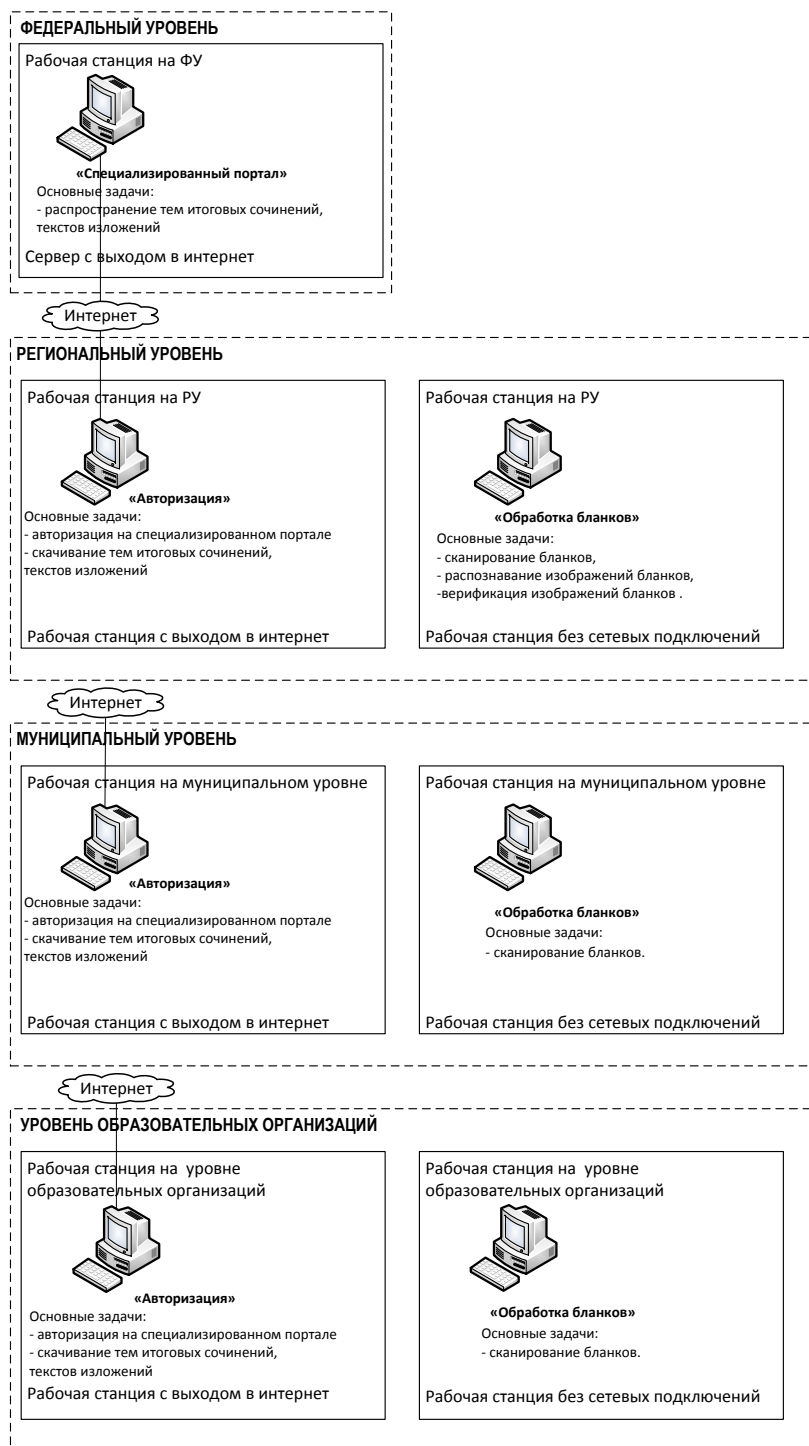 ФЕДЕРАЛЬНЫЙ УРОВЕНЬ
Рабочая станция на ФУ
«Специализированный портал»
Основные задачи:
- распространение тем итоговых сочинений,
текстов изложений
Сервер с выходом в интернет
Интернет
РЕГИОНАЛЬНЫЙ УРОВЕНЬ
Рабочая станция на РУ
«Авторизация»
Основные задачи:
- авторизация на специализированном портале
- скачивание тем итоговых сочинений,
текстов изложений
Рабочая станция с выходом в интернет
Рабочая станция на РУ
«Обработка бланков»
Основные задачи:
- сканирование бланков,
- распознавание изображений бланков,
-верификация изображений бланков .
Рабочая станция без сетевых подключений
Интернет
МУНИЦИПАЛЬНЫЙ УРОВЕНЬ
Рабочая станция на муниципальном уровне
«Авторизация»
Основные задачи:
- авторизация на специализированном портале
- скачивание тем итоговых сочинений,
текстов изложений
Рабочая станция с выходом в интернет
Рабочая станция на муниципальном уровне
«Обработка бланков»
Основные задачи:
- сканирование бланков.
Рабочая станция без сетевых подключений
Интернет
УРОВЕНЬ ОБРАЗОВАТЕЛЬНЫХ ОРГАНИЗАЦИЙ
Рабочая станция на уровне
образовательных организаций
«Авторизация»
Основные задачи:
- авторизация на специализированном портале
- скачивание тем итоговых сочинений,
текстов изложений
Рабочая станция с выходом в интернет
Рабочая станция на уровне
образовательных организаций
«Обработка бланков»
Основные задачи:
- сканирование бланков.
Рабочая станция без сетевых подключений